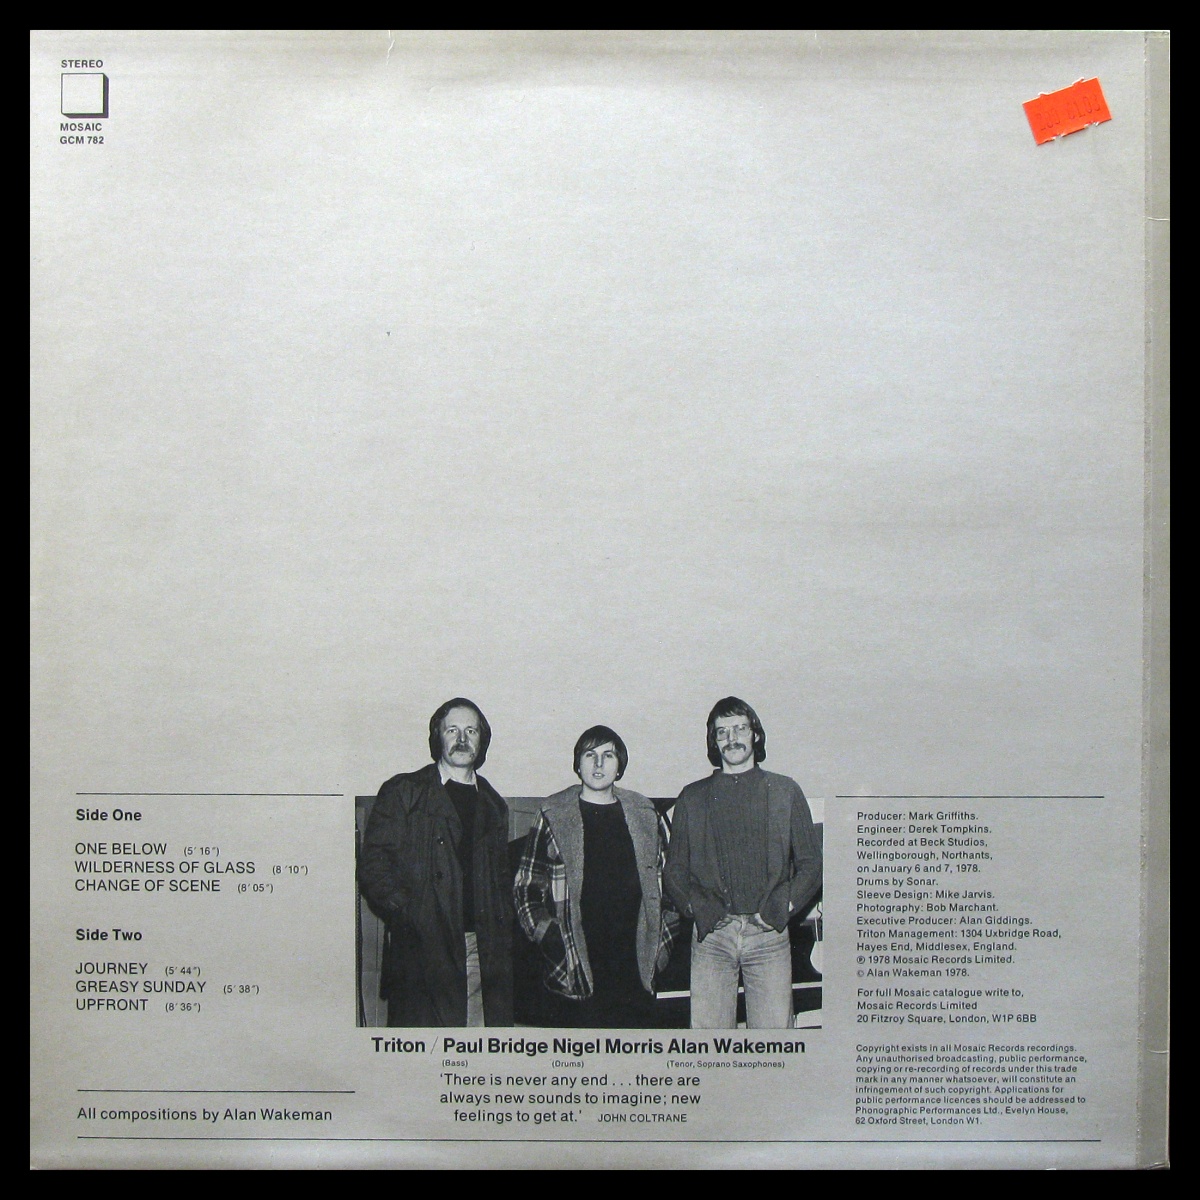 STEREO
MOSAIC
GCM 782
Side One
ONE BELOW (5′ 16″)
WILDERNESS OF GLASS (8′10″)
CHANGE OF SCENE (8′ 05″)
Side Two
JOURNEY (5′ 44″)
GREASY SUNDAY (5′ 38″)
UPFRONT (8′ 36″)
All compositions by Alan Wakeman
Triton / Paul Bridge Nigel Morris Alan Wakeman
(Bass) (Drums) (Tenor, Soprano Saxophones)
‘There is never any end . . . there are
always new sounds to imagine; new
feelings to get at.’ JOHN COLTRANE
Producer: Mark Griffiths.
Engineer: Derek Tompkins.
Recorded at Beck Studios,
Wellingborough, Northants,
on January 6 and 7, 1978.
Drums by Sonar.
Sleeve Design: Mike Jarvis.
Photography: Bob Marchant.
Executive Producer: Alan Giddings.
Triton Management: 1304 Uxbridge Road,
Hayes End, Middlesex, England.
℗ 1978 Mosaic Records Limited.
© Alan Wakeman 1978.
For full Mosaic catalogue write to,
Mosaic Records Limited
20 Fitzroy Square, London, W1P 6BB
Copyright exists in all Mosaic Records recordings.
Any unauthorised broadcasting, public performance,
copying or re-recording of records under this trade
mark in any manner whatsoever, will constitute an
infringement of such copyright. Applications for
public performance licences should be addressed to
Phonographic Performances Ltd., Evelyn House,
62 Oxford Street, London W1.